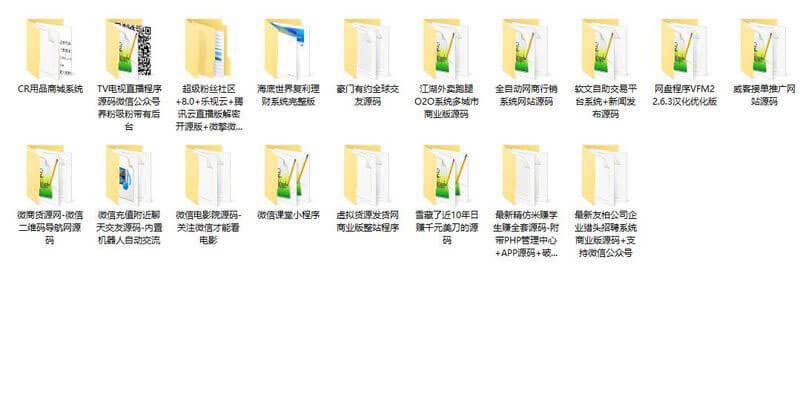 CR用品商城系统
TV电视直播程序
源码微信公众号
养粉吸粉带有后
台
超级粉丝社区
+8.0+乐视云+腾
讯云直播版解密
开源版+微擎微...
海底世界复利理
财系统完整版
豪门有约全球交
友源码
江湖外卖跑腿
O2O系统多城市
商业版源码
全自动网商行销
系统网站源码
软文自助交易平
台系统+新闻发
布源码
网盘程序VFM2
2.6.3汉化优化版
威客接单推广网
站源码
微商货源网-微信
二维码导航网源
码
微信充值附近聊
天交友源码-内置
机器人自动交流
微信电影院源码-
关注微信才能看
电影
微信课堂小程序
虚拟货源发货网
商业版整站程序
雪藏了近10年日
赚千元美刀的源
码
最新精仿米赚学
生赚全套源码-附
带PHP管理中心
+APP源码+破...
最新友柏公司企
业猎头招聘系统
商业版源码+支
持微信公众号